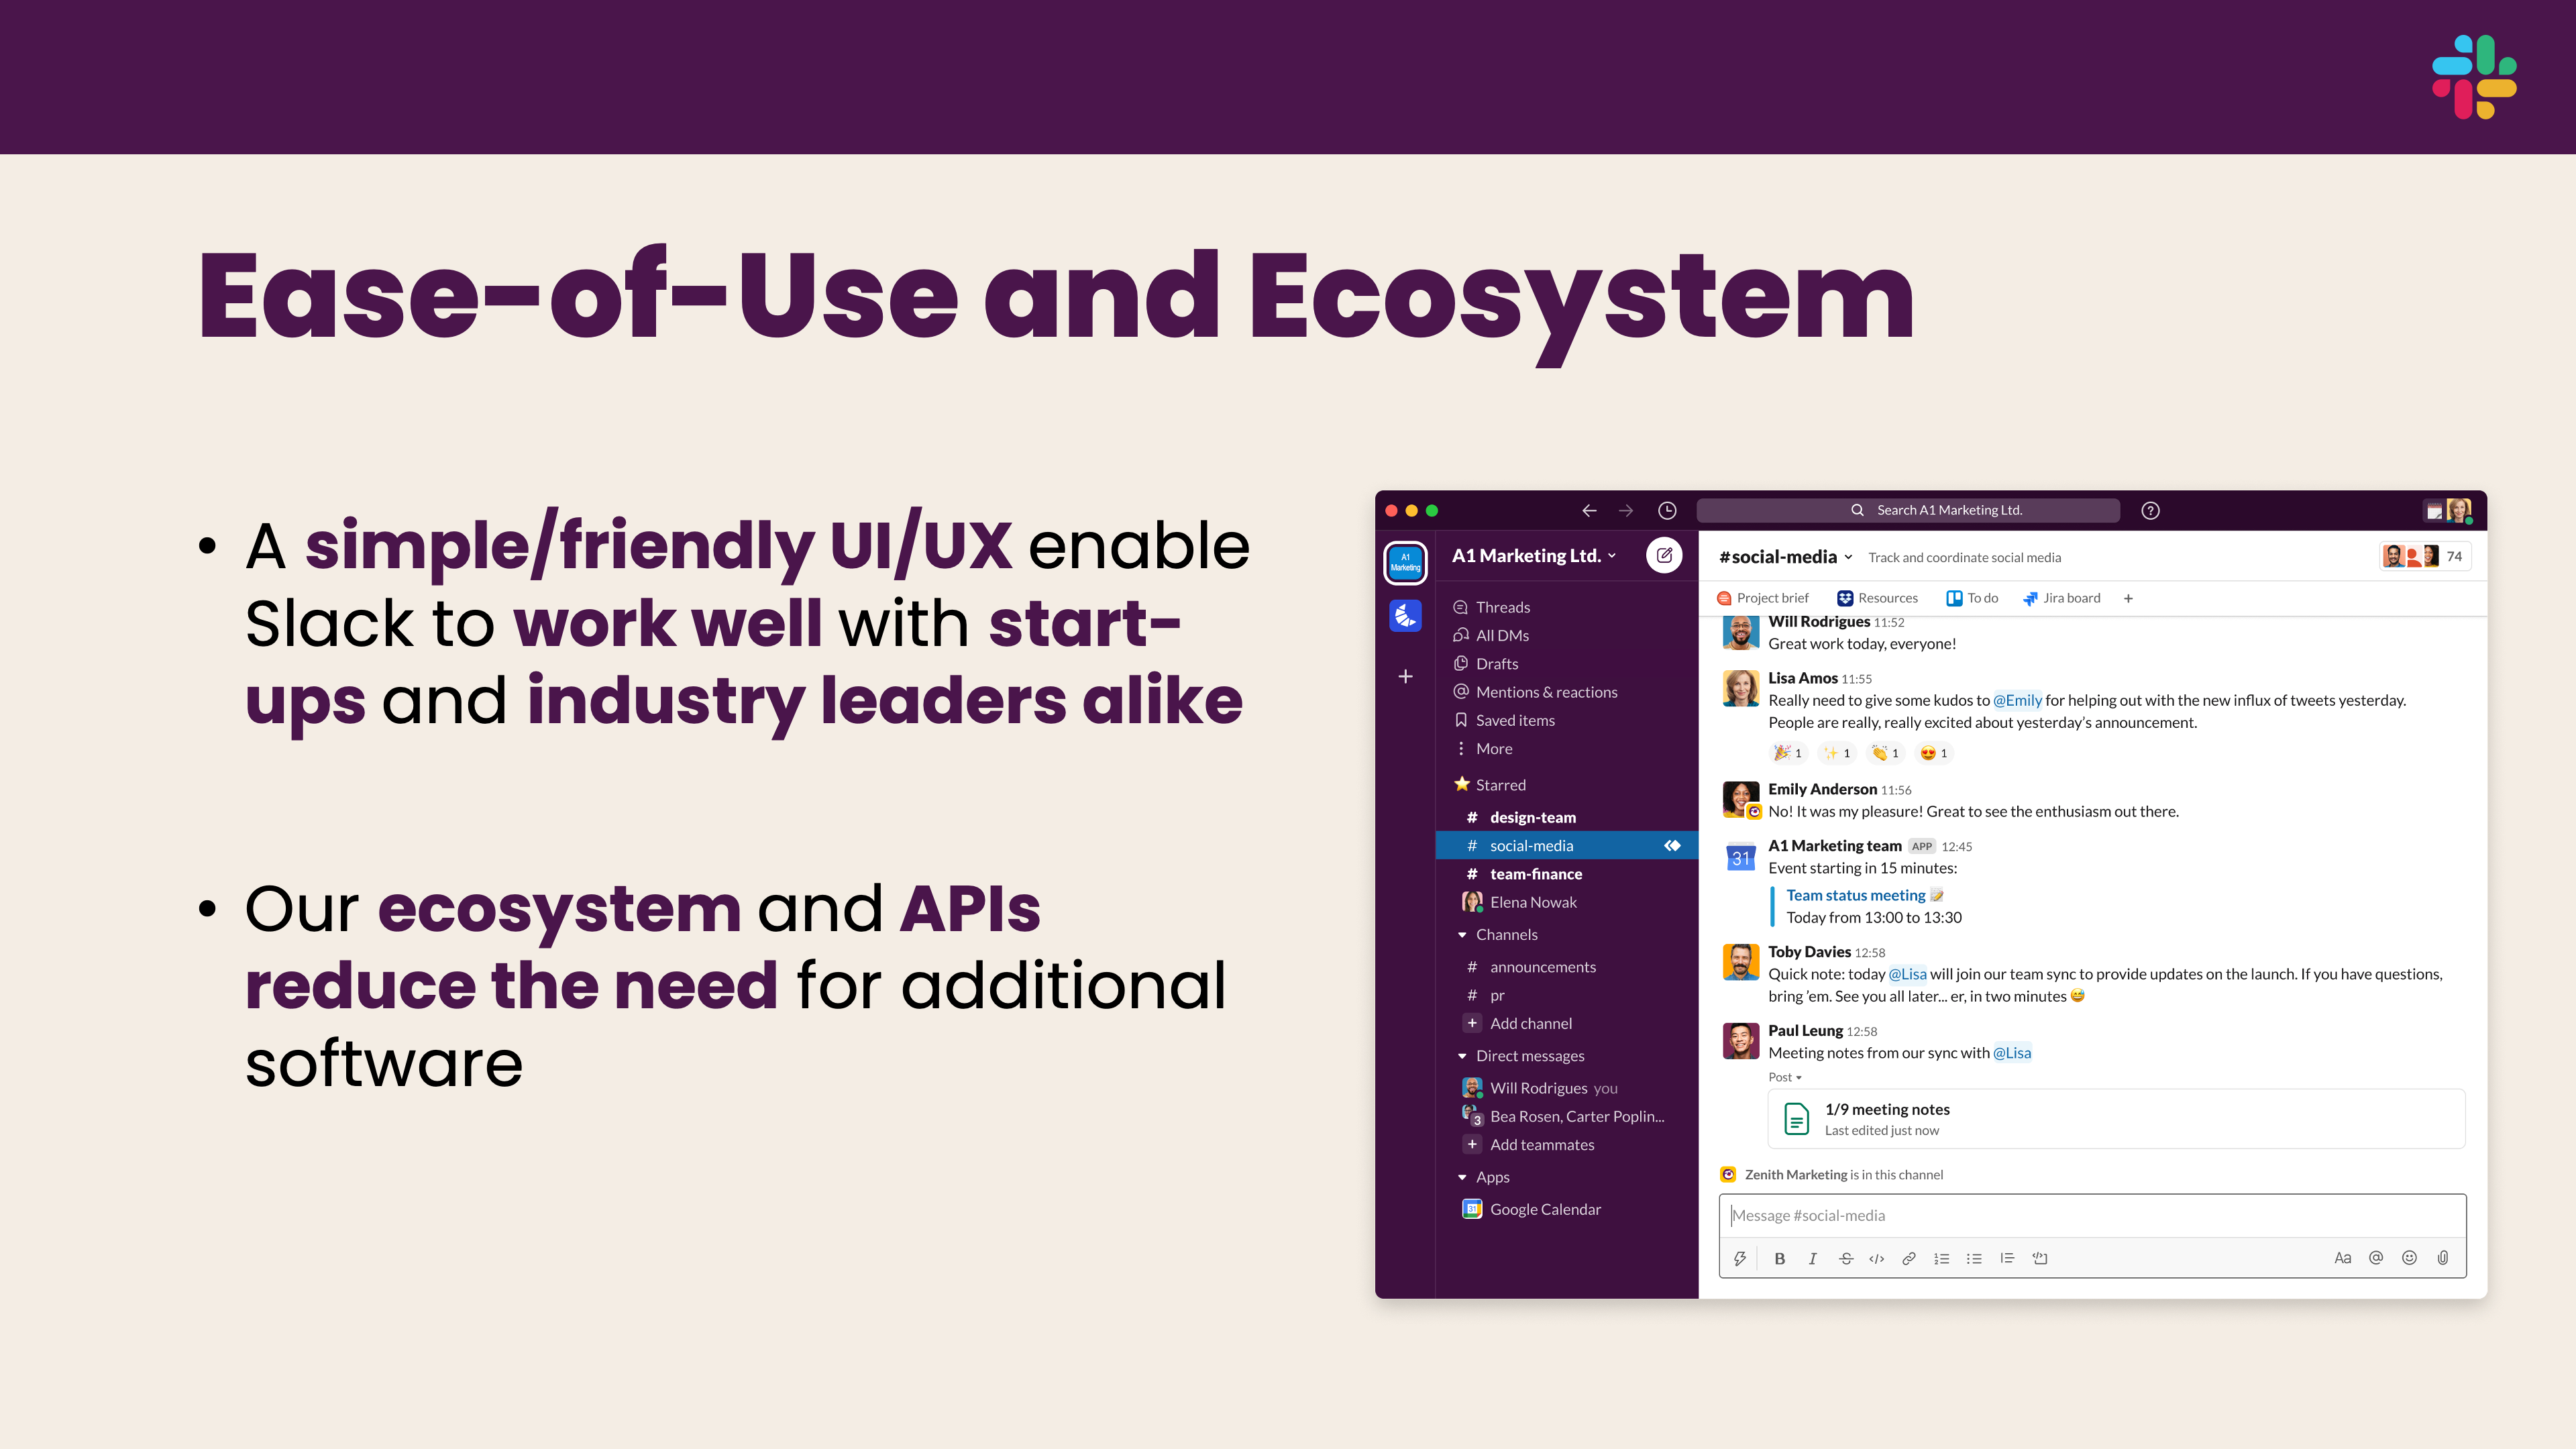 Ease-of-Use and Ecosystem
• A simple/friendly UI/UX enable
Slack to work well with start-
ups and industry leaders alike
• Our ecosystem and APIs
reduce the need for additional
software
Search A1 Marketing Ltd.
A1
Marketing
A1 Marketing Ltd.
Threads
All DMs
Drafts
Mentions & reactions
Saved items
More
⭐ Starred
# design-team
# social-media
# team-finance
Elena Nowak
Channels
# announcements
# pr
+ Add channel
Direct messages
Will Rodrigues you
3 Bea Rosen, Carter Poplin...
+ Add teammates
Apps
31 Google Calendar
#social-media Track and coordinate social media 74
Project brief Resources To do Jira board +
Will Rodrigues 11:52
Great work today, everyone!
Lisa Amos 11:55
Really need to give some kudos to @Emily for helping out with the new influx of tweets yesterday.
People are really, really excited about yesterday’s announcement.
🎉 1 ✨ 1 👏 1 😍 1
Emily Anderson 11:56
No! It was my pleasure! Great to see the enthusiasm out there.
31 A1 Marketing team APP 12:45
Event starting in 15 minutes:
Team status meeting 📝
Today from 13:00 to 13:30
Toby Davies 12:58
Quick note: today @Lisa will join our team sync to provide updates on the launch. If you have questions,
bring ’em. See you all later... er, in two minutes 😅
Paul Leung 12:58
Meeting notes from our sync with @Lisa
Post
1/9 meeting notes
Last edited just now
Zenith Marketing is in this channel
Message #social-media
B I S </> Aa @